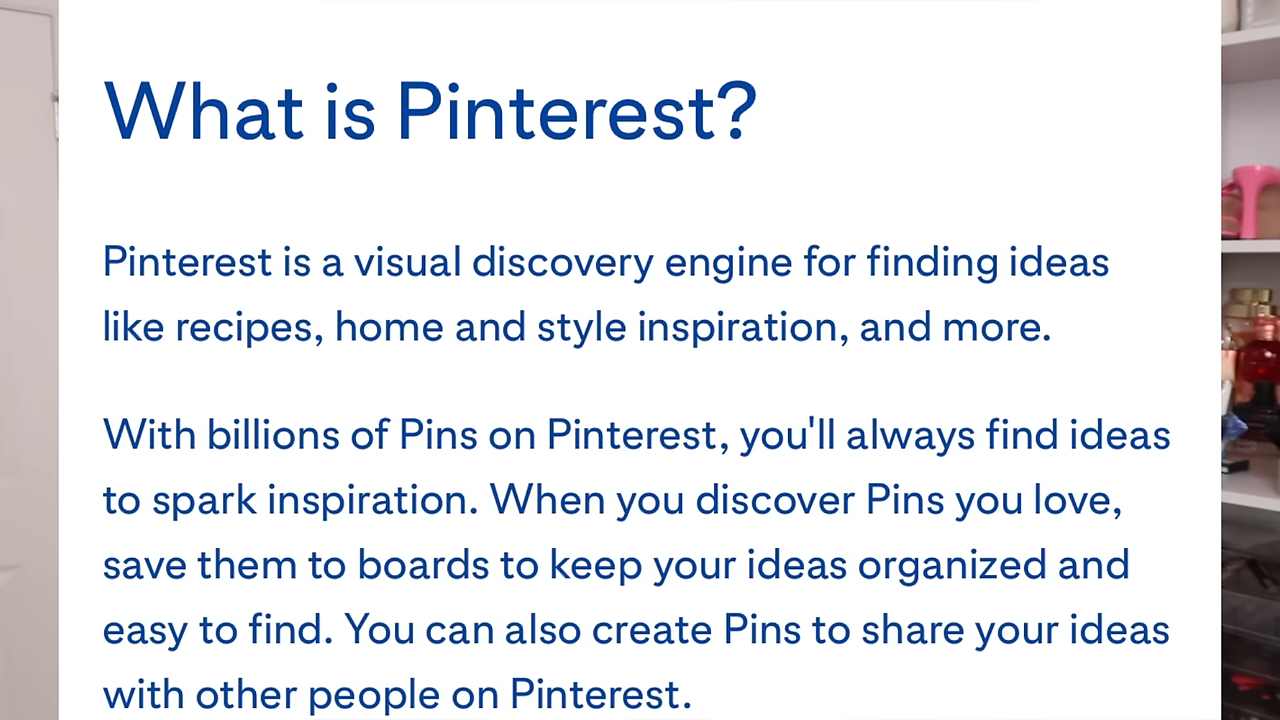 What is Pinterest?
Pinterest is a visual discovery engine for finding ideas
like recipes, home and style inspiration, and more.
With billions of Pins on Pinterest, you'll always find ideas
to spark inspiration. When you discover Pins you love,
save them to boards to keep your ideas organized and
easy to find. You can also create Pins to share your ideas
with other people on Pinterest.